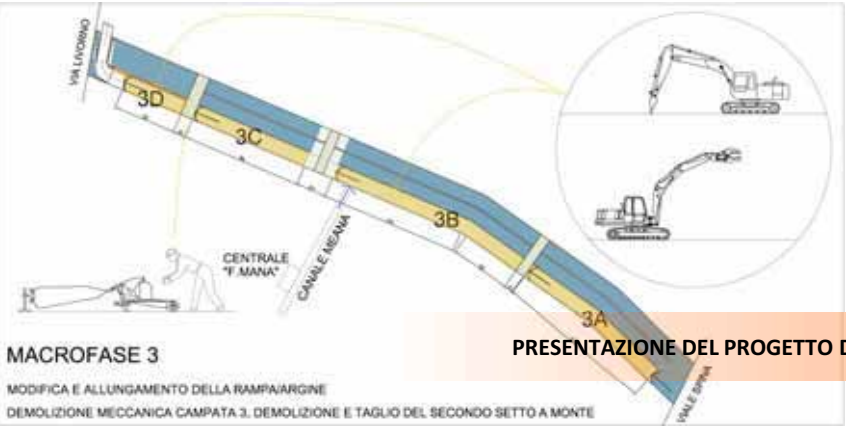 VIA LIVORNO
3D
3C
3B
CENTRALE
"F.MANA"
CANALE MEANA
3A
MACROFASE 3
PRESENTAZIONE DEL PROGETTO D
VIALE SPINA
MODIFICA E ALLUNGAMENTO DELLA RAMPA/ARGINE
DEMOLIZIONE MECCANICA CAMPATA 3, DEMOLIZIONE E TAGLIO DEL SECONDO SETTO A MONTE